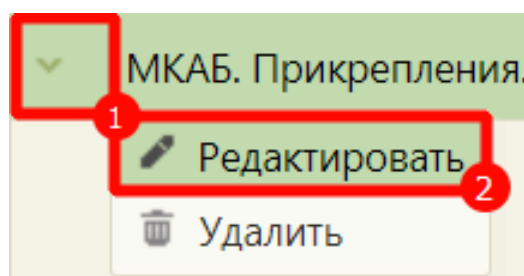 МКАБ. Прикрепления.
1
Редактировать
2
Удалить